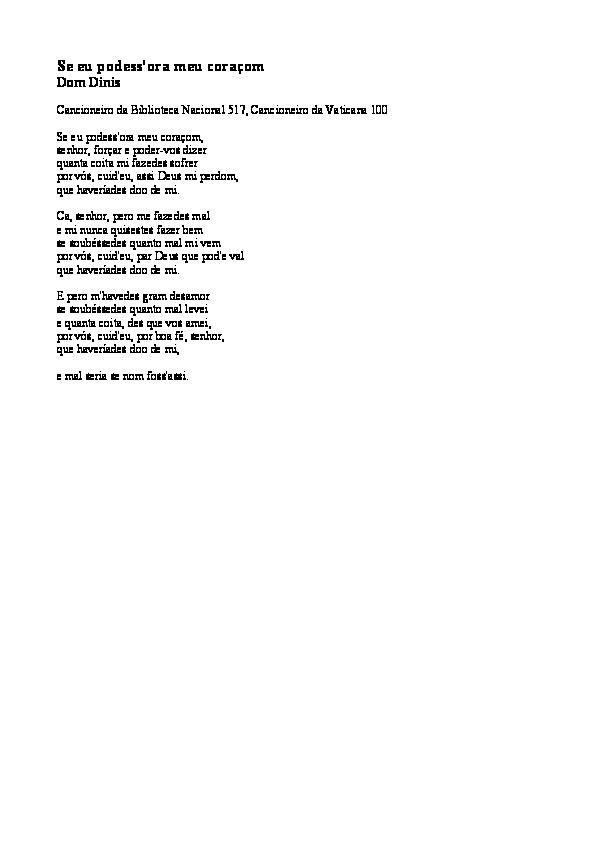 Se eu podess'ora meu coraçom
Dom Dinis
Cancioneiro da Biblioteca Nacional 517, Cancioneiro da Vaticana 100
Se eu podess'ora meu coraçom,
senhor, forçar e poder-vos dizer
quanta coita mi fazedes sofrer
por vós, cuid'eu, assi Deus mi perdom,
que haveríades doo de mi.
Ca, senhor, pero me fazedes mal
e mi nunca quisestes fazer bem
se soubéssedes quanto mal mi vem
por vós, cuid'eu, par Deus que pod'e val
que haveríades doo de mi.
E pero m'havedes gram desamor
se soubéssedes quanto mal levei
e quanta coita, des que vos amei,
por vós, cuid'eu, por boa fé, senhor,
que haveríades doo de mi,
e mal seria se nom foss'assi.